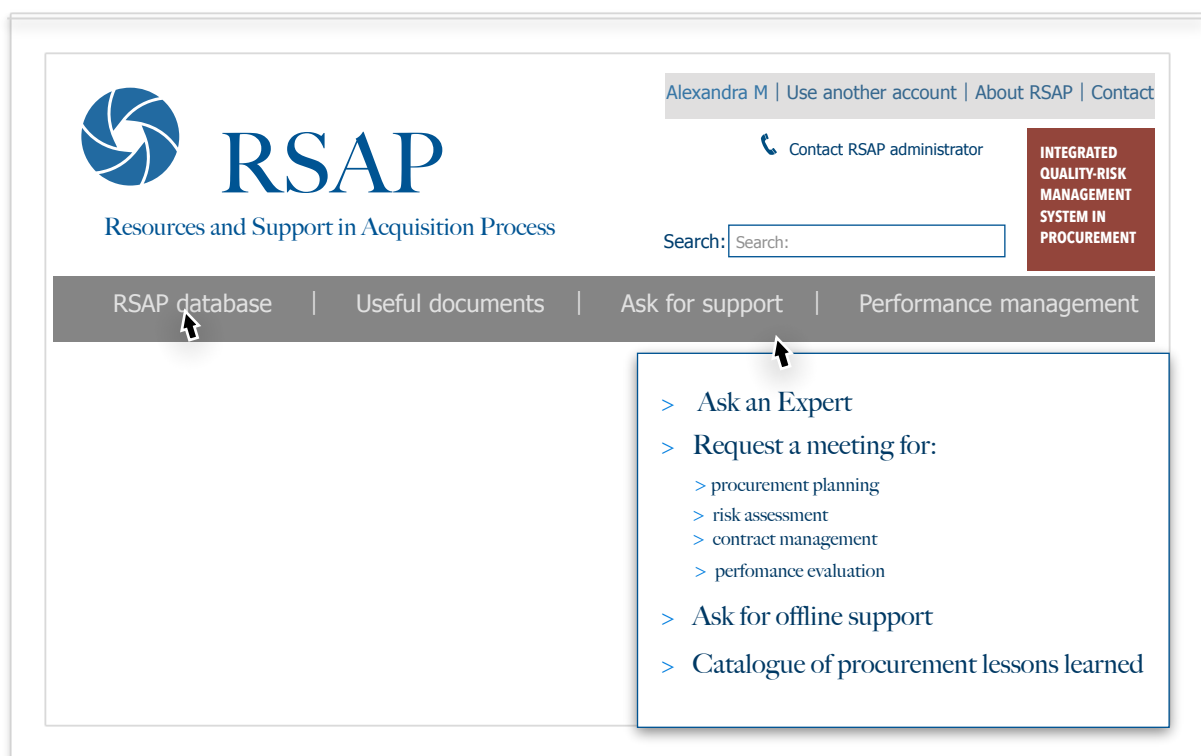 Alexandra M | Use another account | About RSAP | Contact
RSAP
Resources and Support in Acquisition Process
Contact RSAP administrator
Search: Search:
INTEGRATED
QUALITY-RISK
MANAGEMENT
SYSTEM IN
PROCUREMENT
RSAP database | Useful documents | Ask for support | Performance management
> Ask an Expert
> Request a meeting for:
> procurement planning
> risk assessment
> contract management
> perfomance evaluation
> Ask for offline support
> Catalogue of procurement lessons learned